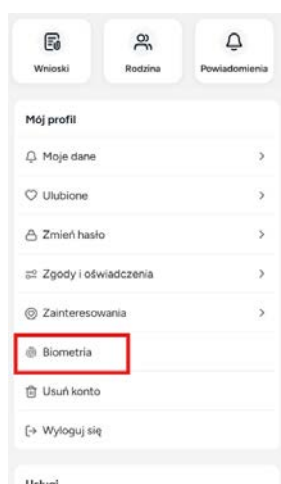 Wnioski
Rodzina
Powiadomienia
Mój profil
Moje dane
Ulubione
Zmień hasło
Zgody i oświadczenia
Zainteresowania
Biometria
Usuń konto
Wyloguj się